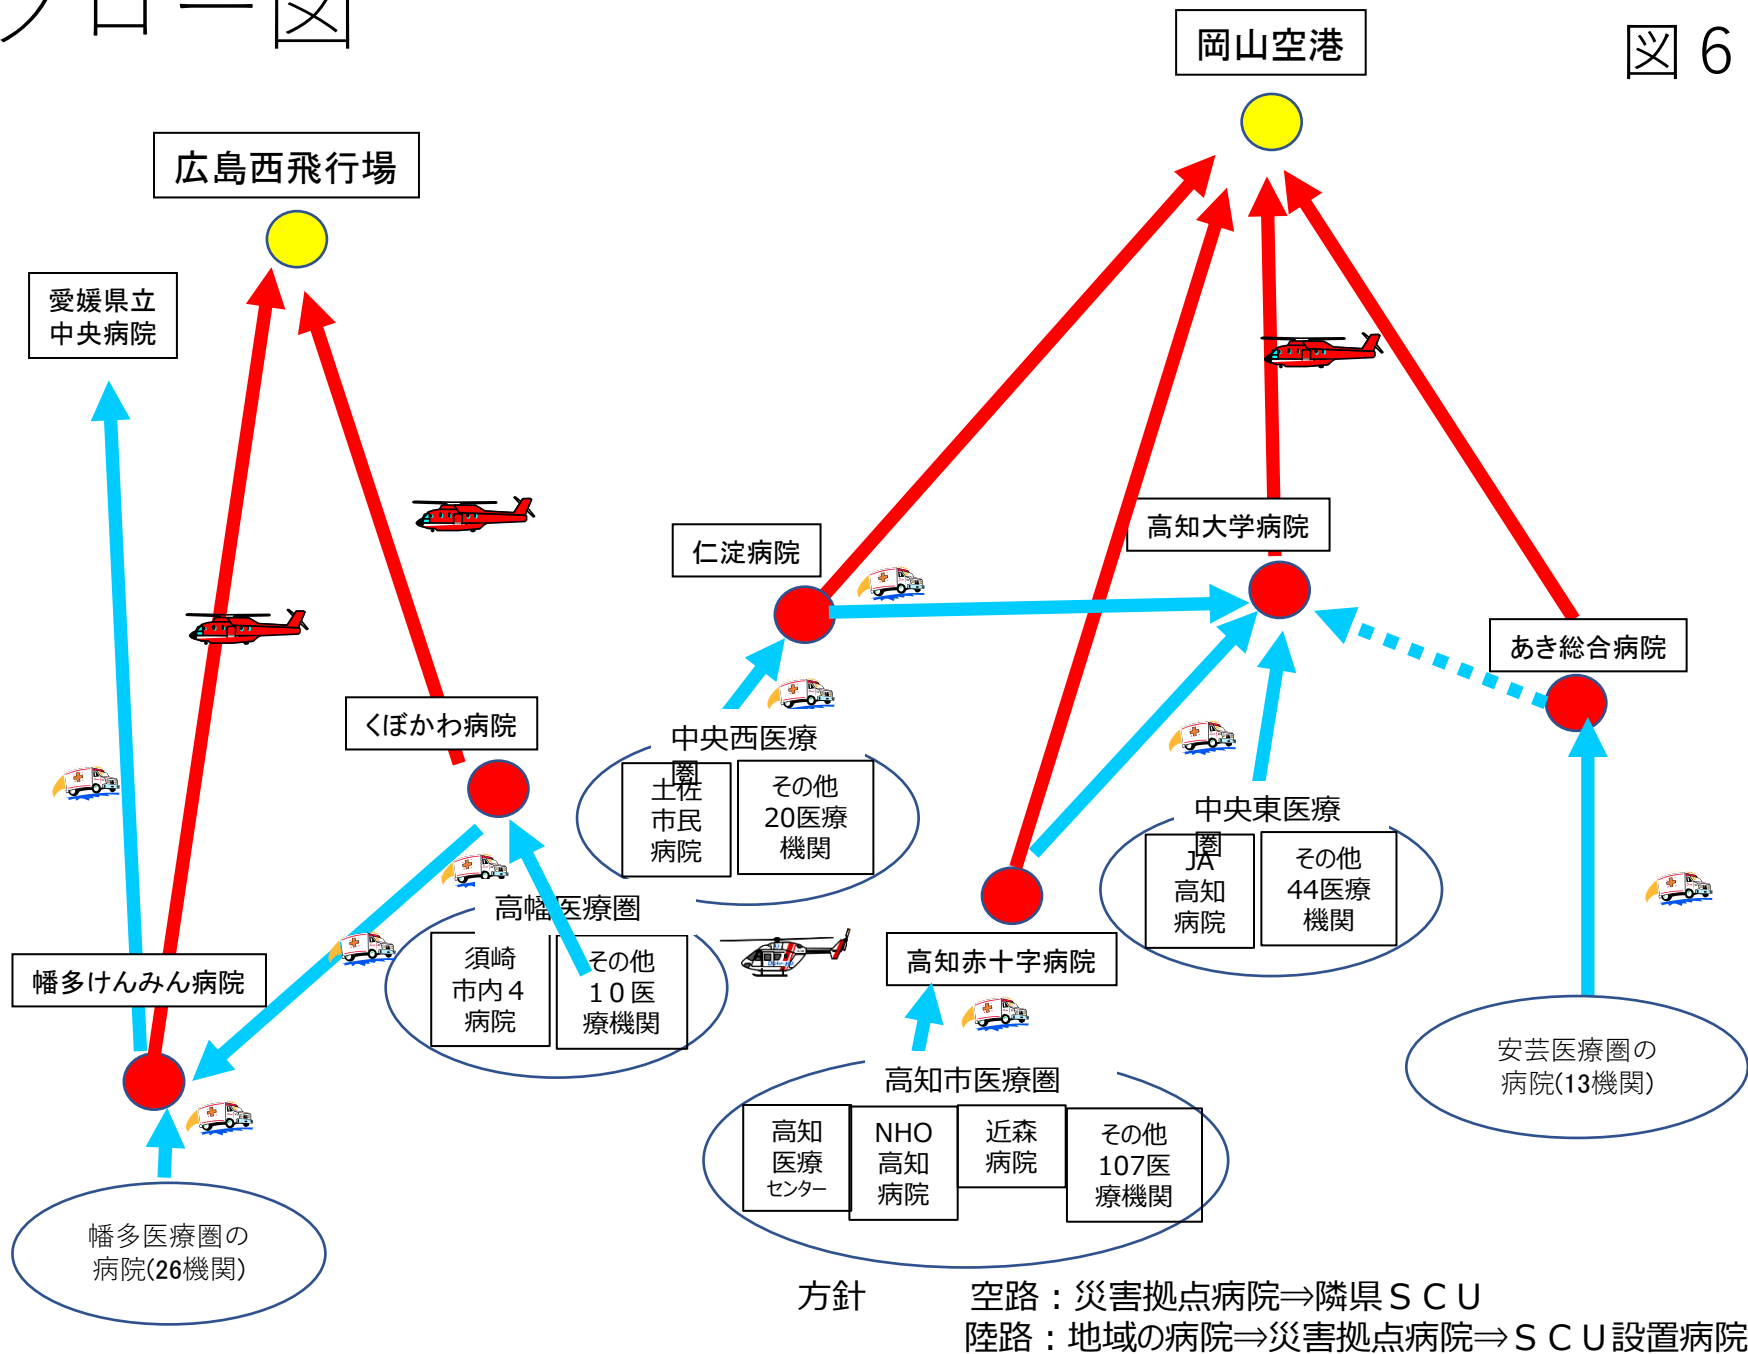 フロー図
図６
岡山空港
広島西飛行場
愛媛県立
中央病院
仁淀病院
高知大学病院
あき総合病院
くぼかわ病院
中央西医療
圏
土佐
市民
病院
その他
20医療
機関
中央東医療
圏
JA
高知
病院
その他
44医療
機関
高幡医療圏
須崎
市内４
病院
その他
１０医
療機関
幡多けんみん病院
高知赤十字病院
高知市医療圏
高知
医療
センター
NHO
高知
病院
近森
病院
その他
107医
療機関
安芸医療圏の
病院(13機関)
幡多医療圏の
病院(26機関)
方針　空路：災害拠点病院⇒隣県ＳＣＵ
陸路：地域の病院⇒災害拠点病院⇒ＳＣＵ設置病院